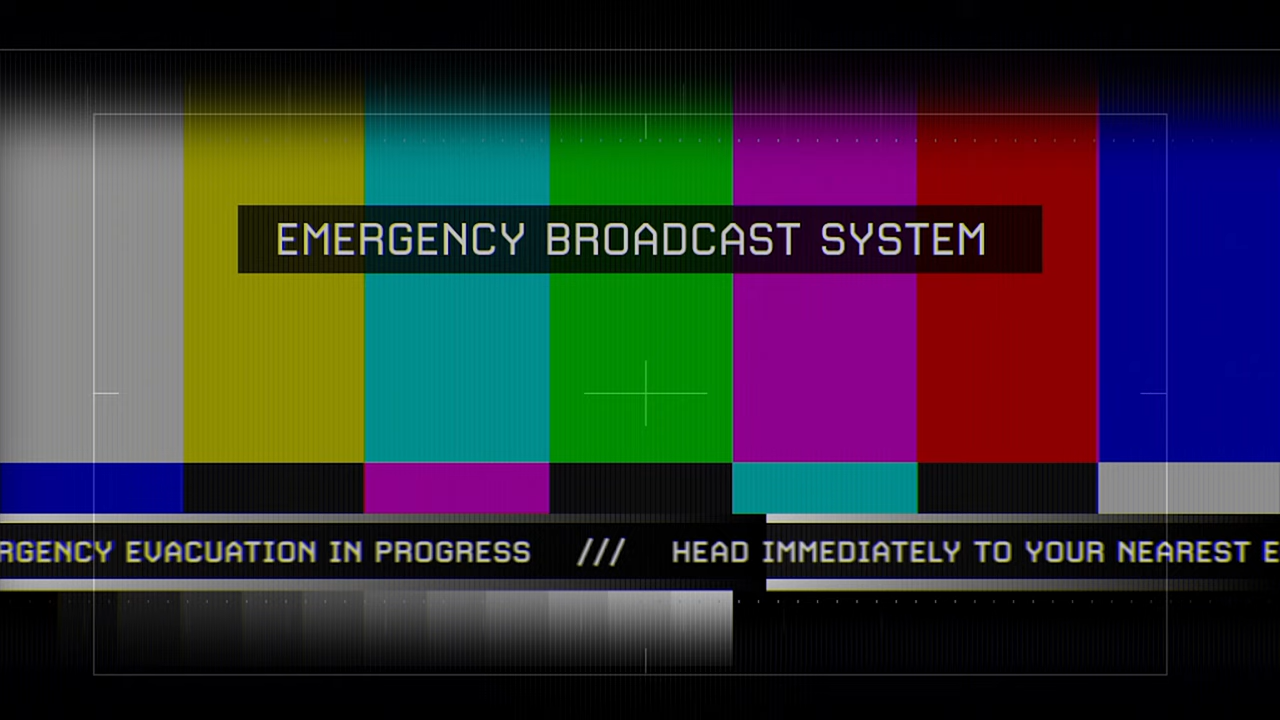 EMERGENCY BROADCAST SYSTEM
RGENCY EVACUATION IN PROGRESS /// HEAD IMMEDIATELY TO YOUR NEAREST E